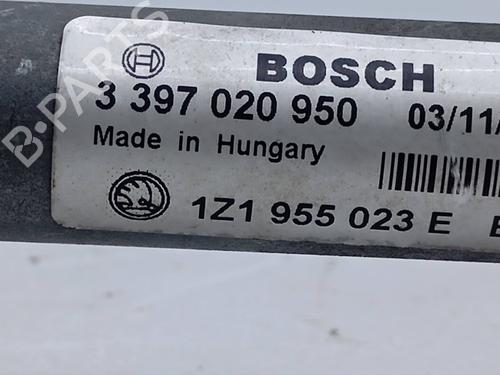 BOSCH
3 397 020 950 03/11/
Made in Hungary
1Z1 955 023 E
B-PARTS